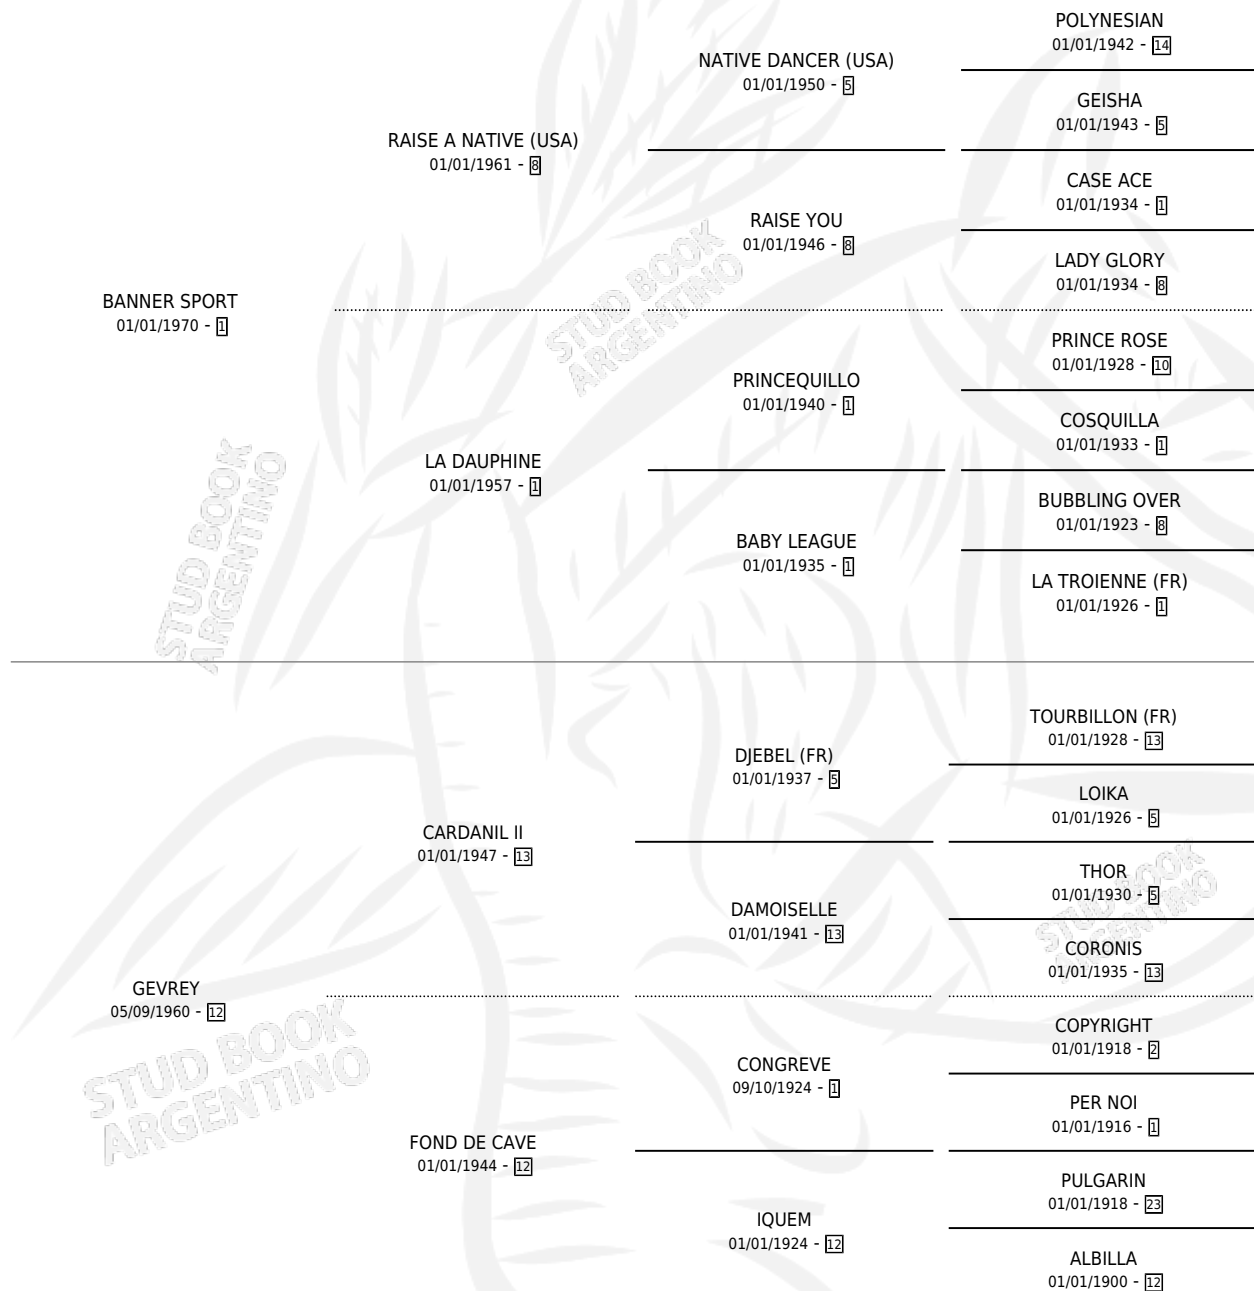 POLYNESIAN
01/01/1942 - 14
NATIVE DANCER (USA)
01/01/1950 - 5
GEISHA
01/01/1943 - 5
RAISE A NATIVE (USA)
01/01/1961 - 8
CASE ACE
01/01/1934 - 1
RAISE YOU
01/01/1946 - 8
LADY GLORY
01/01/1934 - 8
BANNER SPORT
01/01/1970 - 1
STUD BOOK
ARGENTINO
PRINCE ROSE
01/01/1928 - 10
PRINCEQUILLO
01/01/1940 - 1
COSQUILLA
01/01/1933 - 1
LA DAUPHINE
01/01/1957 - 1
BUBBLING OVER
01/01/1923 - 8
BABY LEAGUE
01/01/1935 - 1
LA TROIENNE (FR)
01/01/1926 - 1
STUD BOOK
ARGENTINO
TOURBILLON (FR)
01/01/1928 - 13
DJEBEL (FR)
01/01/1937 - 5
LOIKA
01/01/1926 - 5
CARDANIL II
01/01/1947 - 13
THOR
01/01/1930 - 5
DAMOISELLE
01/01/1941 - 13
CORONIS
01/01/1935 - 13
STUD BOOK
ARGENTINO
GEVREY
05/09/1960 - 12
COPYRIGHT
01/01/1918 - 2
CONGREVE
09/10/1924 - 1
PER NOI
01/01/1916 - 1
STUD BOOK
ARGENTINO
FOND DE CAVE
01/01/1944 - 12
PULGARIN
01/01/1918 - 23
IQUEM
01/01/1924 - 12
ALBILLA
01/01/1900 - 12